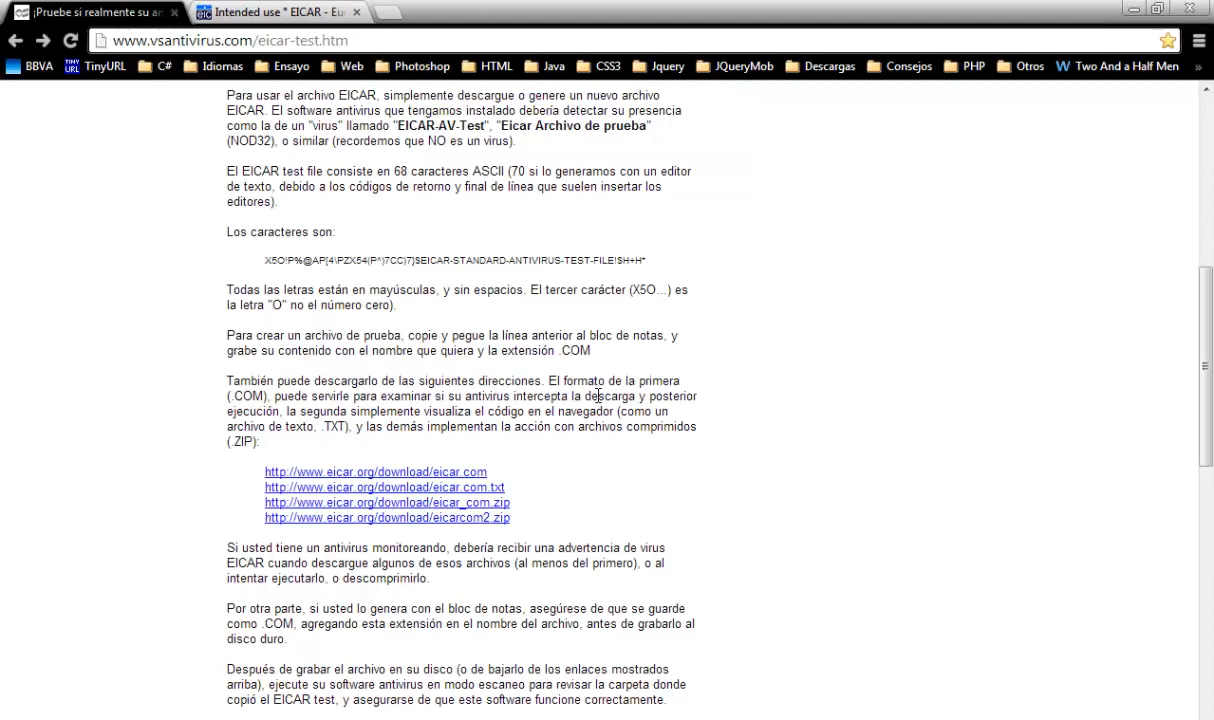 ¡Pruebe si realmente su an
Intended use * EICAR - Eur
www.vsantivirus.com/eicar-test.htm
BBVA TinyURL C# Idiomas Ensayo Web Photoshop HTML Java CSS3 Jquery JQueryMob Descargas Consejos PHP Otros Two And a Half Men »
Para usar el archivo EICAR, simplemente descargue o genere un nuevo archivo
EICAR. El software antivirus que tengamos instalado debería detectar su presencia
como la de un "virus" llamado "EICAR-AV-Test", "Eicar Archivo de prueba"
(NOD32), o similar (recordemos que NO es un virus).
El EICAR test file consiste en 68 caracteres ASCII (70 si lo generamos con un editor
de texto, debido a los códigos de retorno y final de línea que suelen insertar los
editores).
Los caracteres son:
X5O!P%@AP[4\PZX54(P^)7CC)7}$EICAR-STANDARD-ANTIVIRUS-TEST-FILE!$H+H*
Todas las letras están en mayúsculas, y sin espacios. El tercer carácter (X5O...) es
la letra "O" no el número cero).
Para crear un archivo de prueba, copie y pegue la línea anterior al bloc de notas, y
grabe su contenido con el nombre que quiera y la extensión .COM
También puede descargarlo de las siguientes direcciones. El formato de la primera
(.COM), puede servirle para examinar si su antivirus intercepta la descarga y posterior
ejecución, la segunda simplemente visualiza el código en el navegador (como un
archivo de texto, .TXT), y las demás implementan la acción con archivos comprimidos
(.ZIP):
http://www.eicar.org/download/eicar.com
http://www.eicar.org/download/eicar.com.txt
http://www.eicar.org/download/eicar_com.zip
http://www.eicar.org/download/eicarcom2.zip
Si usted tiene un antivirus monitoreando, debería recibir una advertencia de virus
EICAR cuando descargue algunos de esos archivos (al menos del primero), o al
intentar ejecutarlo, o descomprimirlo.
Por otra parte, si usted lo genera con el bloc de notas, asegúrese de que se guarde
como .COM, agregando esta extensión en el nombre del archivo, antes de grabarlo al
disco duro.
Después de grabar el archivo en su disco (o de bajarlo de los enlaces mostrados
arriba), ejecute su software antivirus en modo escaneo para revisar la carpeta donde
copió el EICAR test, y asegurarse de que este software funcione correctamente.